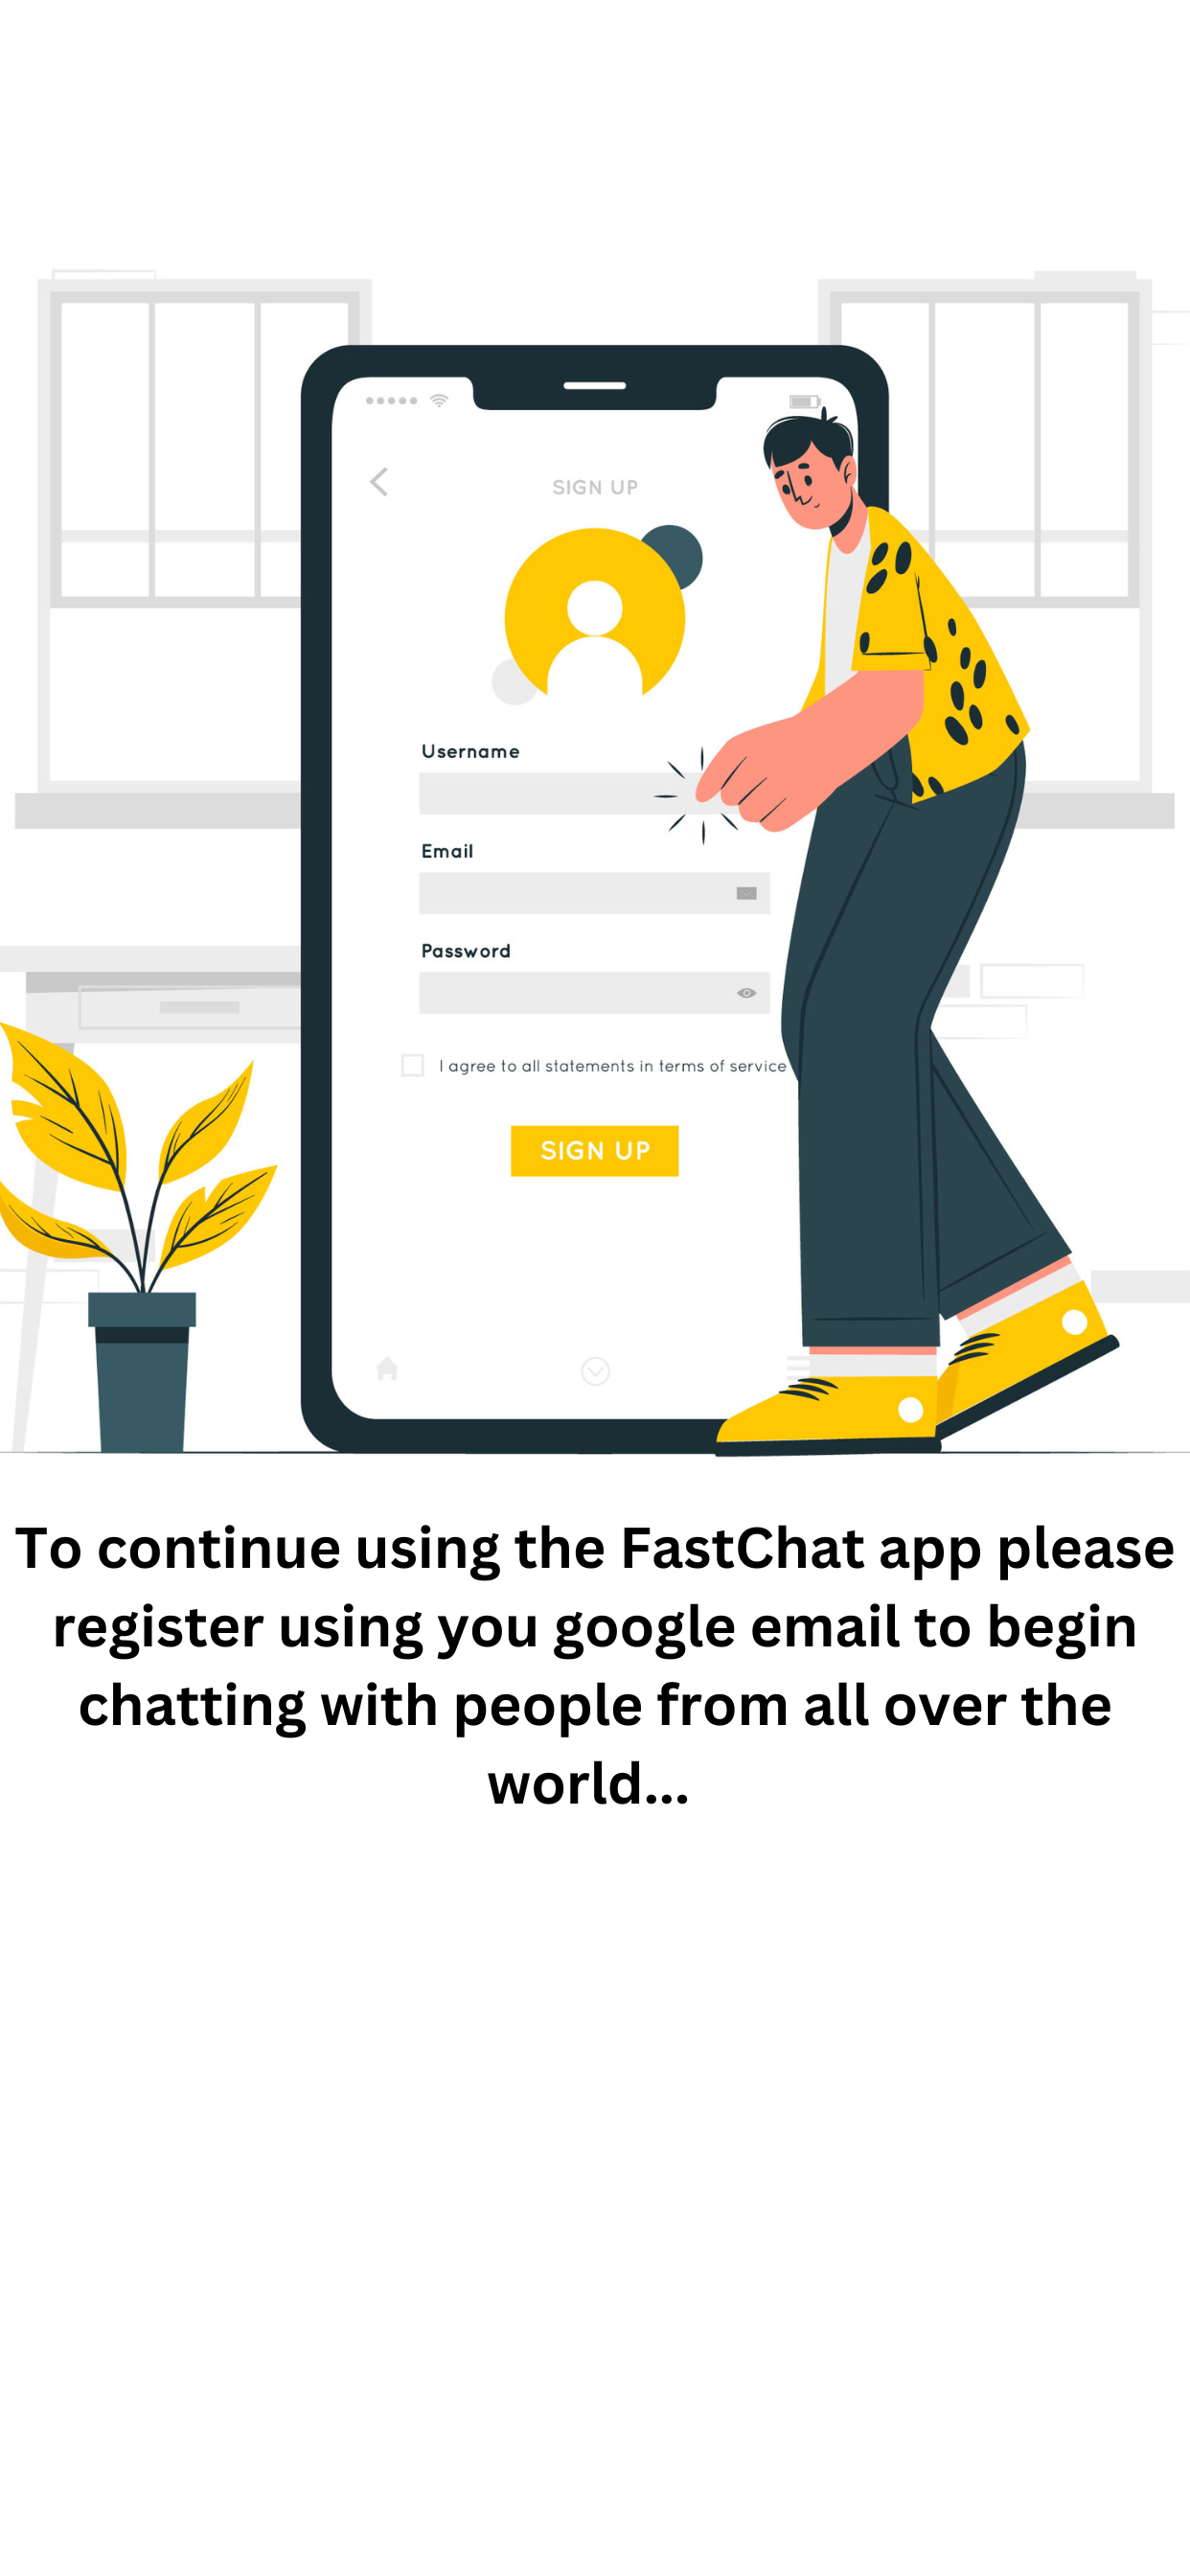 SIGN UP
Username
Email
Password
I agree to all statements in terms of service
SIGN UP
To continue using the FastChat app please
register using you google email to begin
chatting with people from all over the
world...